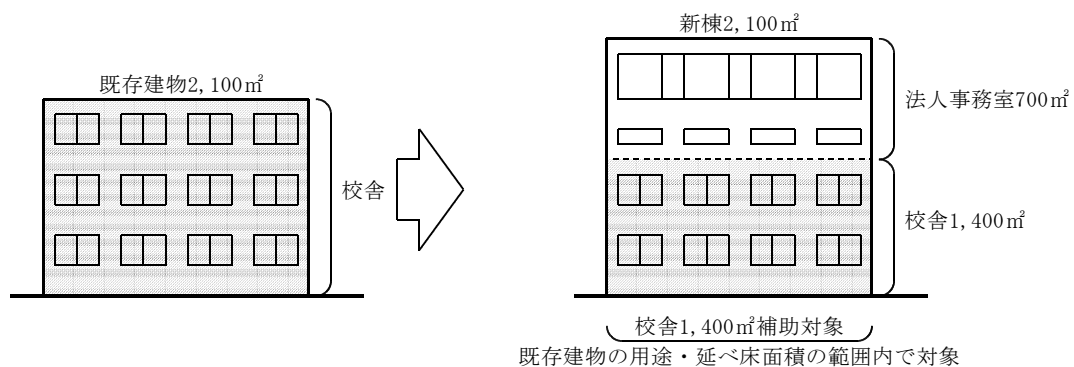 既存建物2,100㎡
校舎
新棟2,100㎡
法人事務室700㎡
校舎1,400㎡
校舎1,400㎡補助対象
既存建物の用途・延べ床面積の範囲内で対象